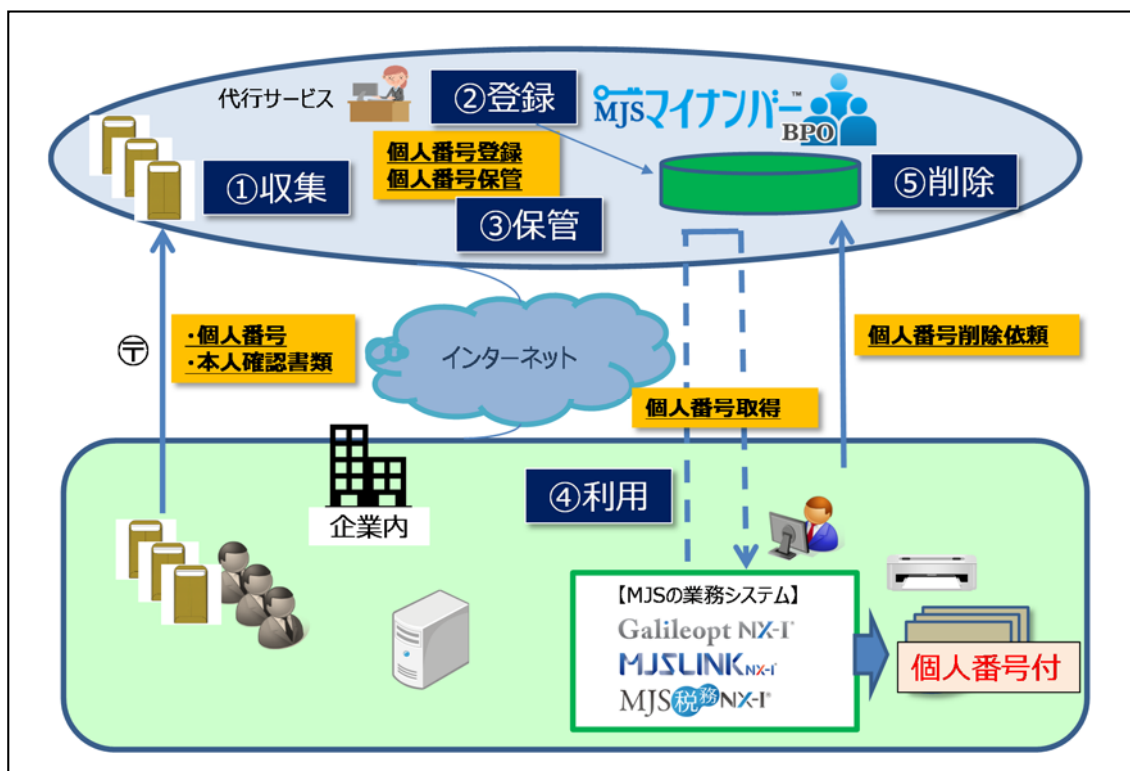 代行サービス
②登録
MJSマイナンバー™
BPO
個人番号登録
個人番号保管
①収集
⑤削除
③保管
〒
・個人番号
・本人確認書類
インターネット
個人番号削除依頼
個人番号取得
④利用
企業内
【MJSの業務システム】
Galileopt NX-I®
MJSLINK NX-I®
MJS税務NX-I®
個人番号付